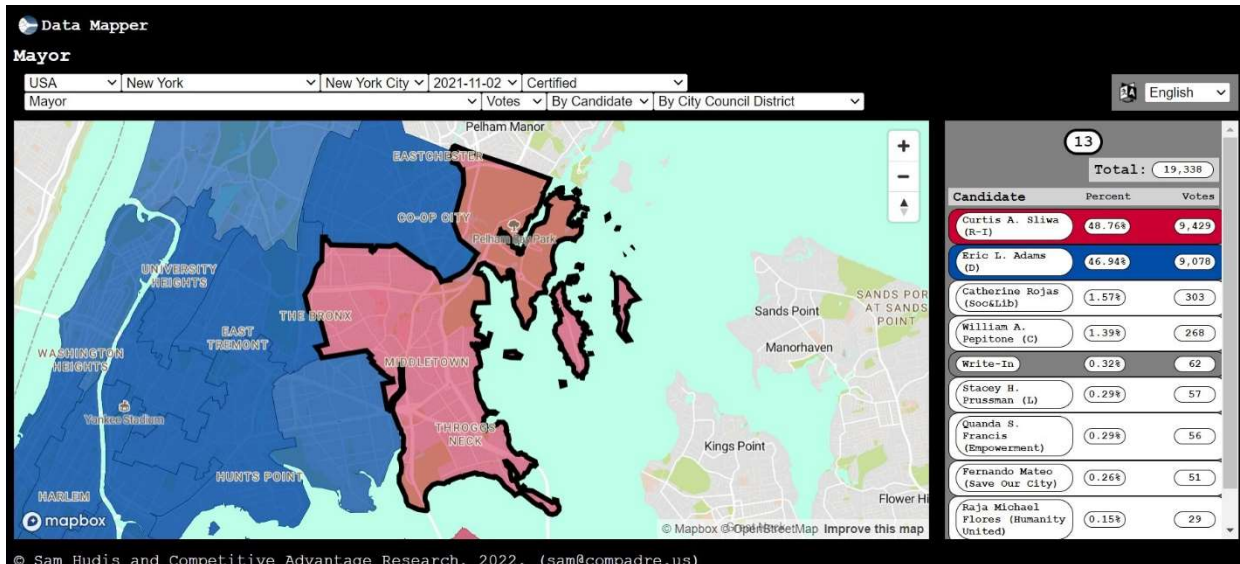 Data Mapper
Mayor
USA New York New York City 2021-11-02 Certified
Mayor Votes By Candidate By City Council District
English
Pelham Manor
EASTCHESTER
CO-OP CITY
Pelham Bay Park
UNIVERSITY
HEIGHTS
THE BRONX
EAST
TREMONT
WASHINGTON
HEIGHTS
MIDDLETOWN
Yankee Stadium
THROGGS
NECK
HUNTS POINT
HARLEM
Sands Point
SANDS POR
AT SANDS
POINT
Manorhaven
Kings Point
Flower Hi
mapbox
© Mapbox © OpenStreetMap Improve this map
13
Total: 19,338
Candidate Percent Votes
Curtis A. Sliwa
(R-I) 48.76% 9,429
Eric L. Adams
(D) 46.94% 9,078
Catherine Rojas
(Soc&Lib) 1.57% 303
William A.
Pepitone (C) 1.39% 268
Write-In 0.32% 62
Stacey H.
Prussman (L) 0.29% 57
Quanda S.
Francis
(Empowerment) 0.29% 56
Fernando Mateo
(Save Our City) 0.26% 51
Raja Michael
Flores (Humanity
United) 0.15% 29
© Sam Hudis and Competitive Advantage Research, 2022. (sam@compadre.us)